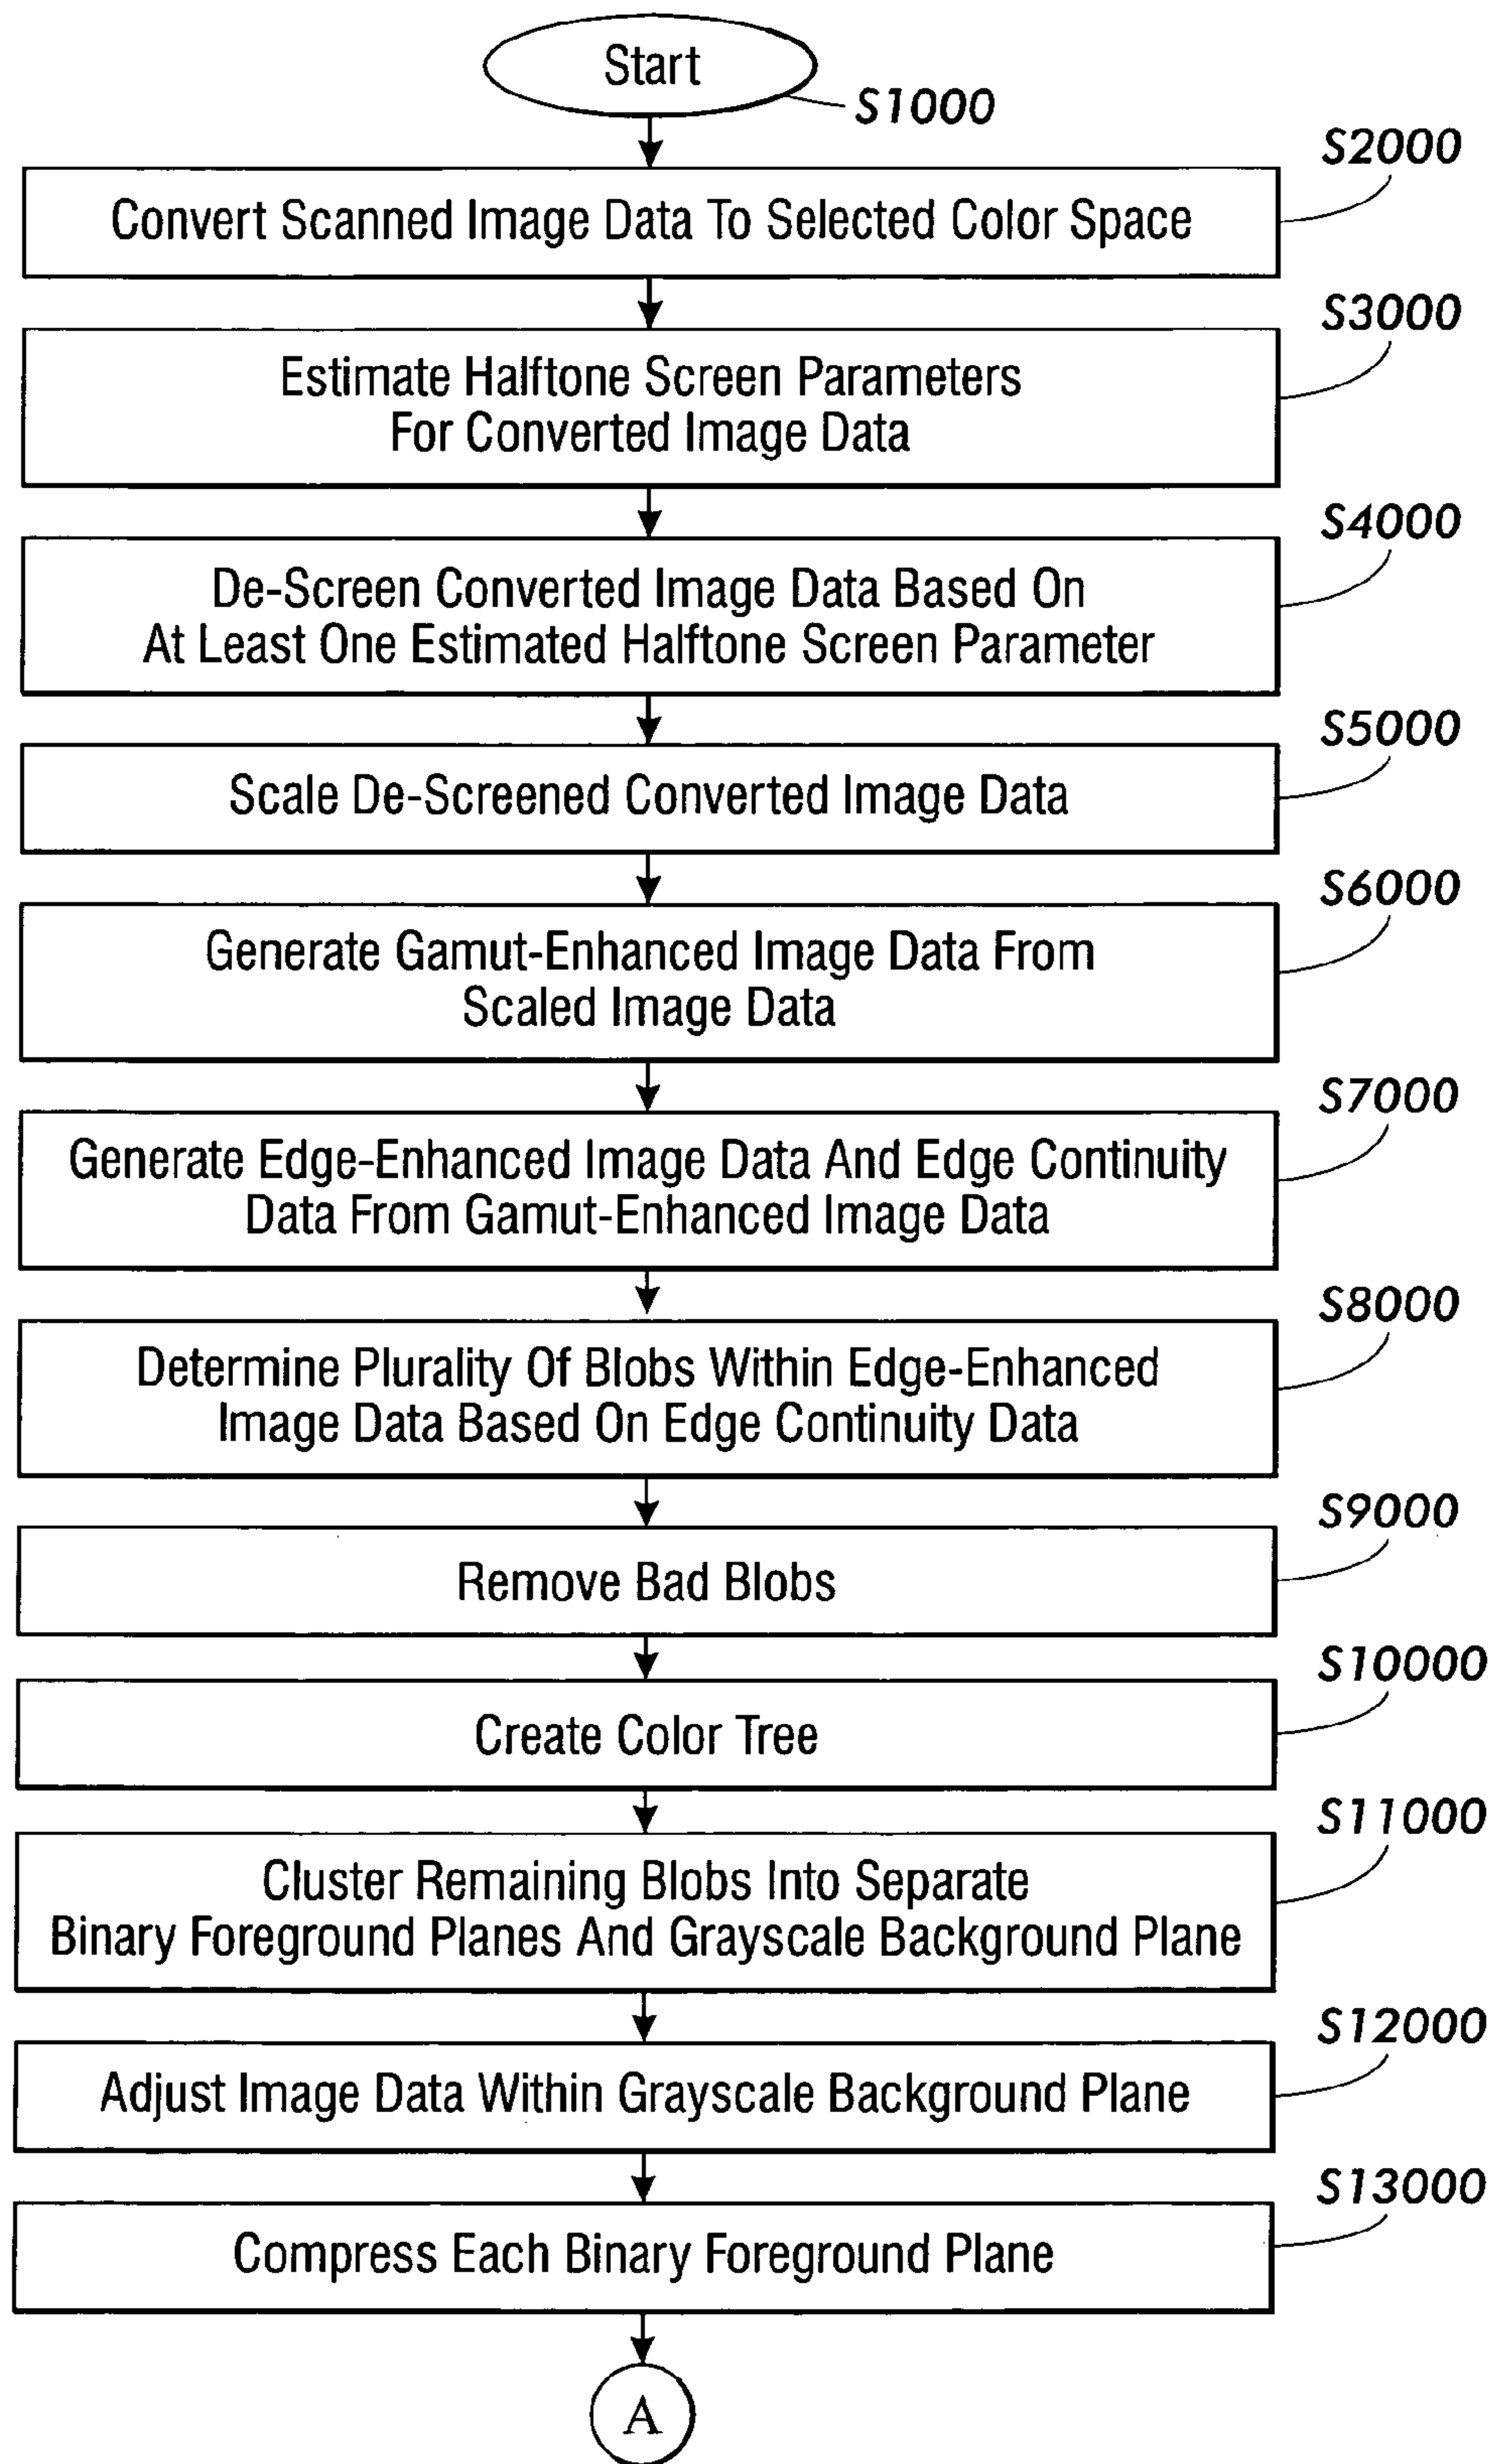 Start
S1000
S2000
Convert Scanned Image Data To Selected Color Space
S3000
Estimate Halftone Screen Parameters
For Converted Image Data
S4000
De-Screen Converted Image Data Based On
At Least One Estimated Halftone Screen Parameter
S5000
Scale De-Screened Converted Image Data
S6000
Generate Gamut-Enhanced Image Data From
Scaled Image Data
S7000
Generate Edge-Enhanced Image Data And Edge Continuity
Data From Gamut-Enhanced Image Data
S8000
Determine Plurality Of Blobs Within Edge-Enhanced
Image Data Based On Edge Continuity Data
S9000
Remove Bad Blobs
S10000
Create Color Tree
S11000
Cluster Remaining Blobs Into Separate
Binary Foreground Planes And Grayscale Background Plane
S12000
Adjust Image Data Within Grayscale Background Plane
S13000
Compress Each Binary Foreground Plane
A